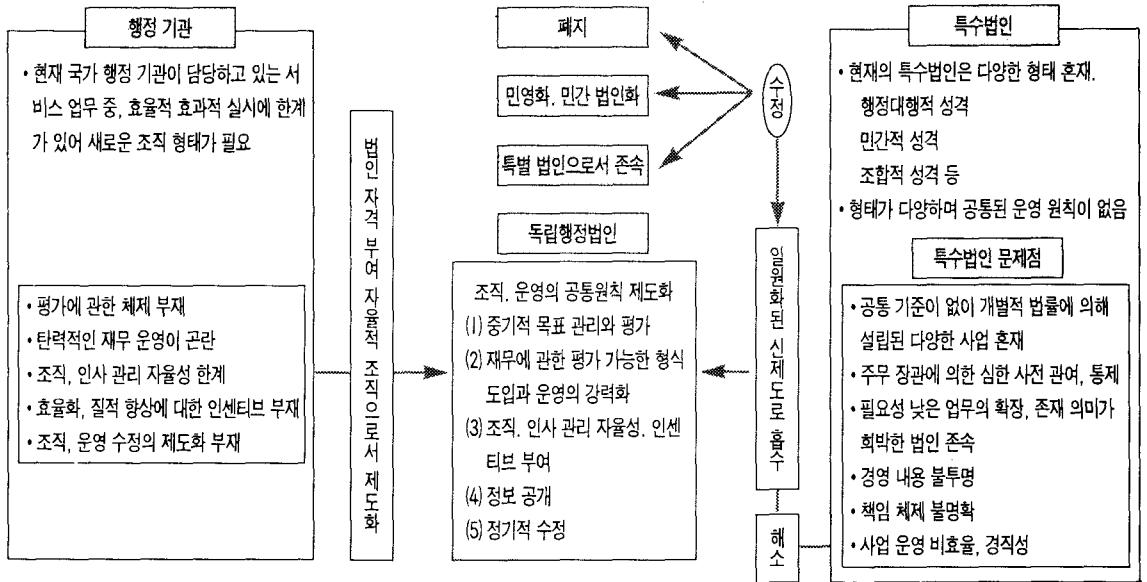 행정 기관
• 현재 국가 행정 기관이 담당하고 있는 서
비스 업무 중, 효율적 효과적 실시에 한계
가 있어 새로운 조직 형태가 필요
• 평가에 관한 체제 부재
• 탄력적인 재무 운영이 곤란
• 조직, 인사 관리 자율성 한계
• 효율화, 질적 향상에 대한 인센티브 부재
• 조직, 운영 수정의 제도화 부재
법인 자격 부여 자율적 조직으로서 제도화
폐지
민영화, 민간 법인화
특별 법인으로서 존속
수정
독립행정법인
조직, 운영의 공통원칙 제도화
(1) 중기적 목표 관리와 평가
(2) 재무에 관한 평가 가능한 형식
도입과 운영의 강력화
(3) 조직, 인사 관리 자율성, 인센
티브 부여
(4) 정보 공개
(5) 정기적 수정
일원화된 신제도로 흡수
해소
특수법인
• 현재의 특수법인은 다양한 형태 혼재.
행정대행적 성격
민간적 성격
조합적 성격 등
• 형태가 다양하며 공통된 운영 원칙이 없음
특수법인 문제점
• 공통 기준이 없이 개별적 법률에 의해
설립된 다양한 사업 혼재
• 주무 장관에 의한 심한 사전 관여, 통제
• 필요성 낮은 업무의 확장, 존재 의미가
희박한 법인 존속
• 경영 내용 불투명
• 책임 체제 불명확
• 사업 운영 비효율, 경직성